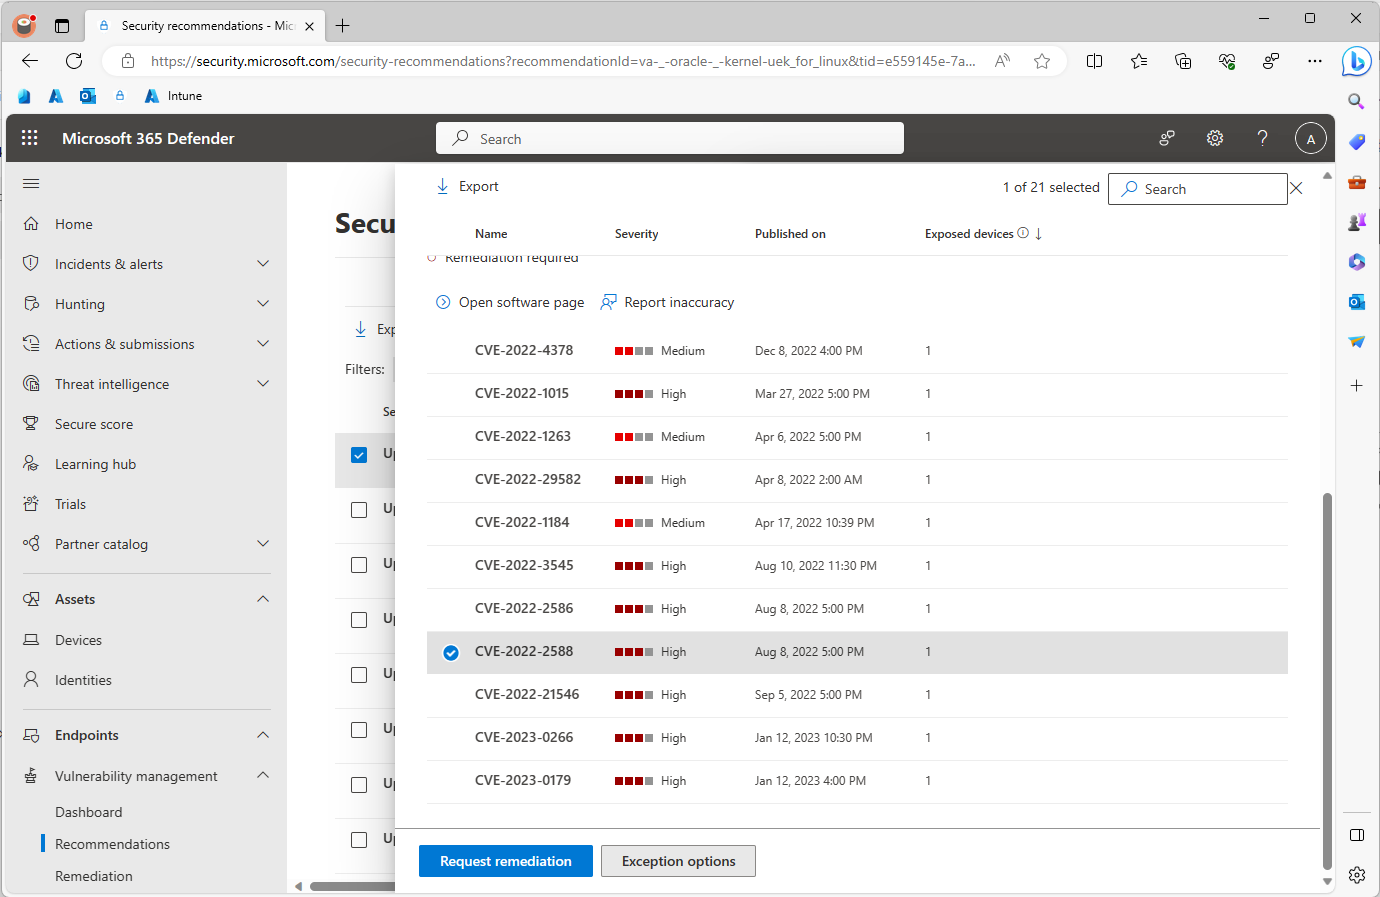 Security recommendations - Mic
https://security.microsoft.com/security-recommendations?recommendationId=va-_-oracle-_-kernel-uek_for_linux&tid=e559145e-7a...
Intune
Microsoft 365 Defender
Search
A
Export
1 of 21 selected
Search
Home
Secu
Name Severity Published on Exposed devices
Incidents & alerts
Remediation required
Hunting
Open software page Report inaccuracy
Exp
Actions & submissions
CVE-2022-4378 Medium Dec 8, 2022 4:00 PM 1
Filters:
Threat intelligence
CVE-2022-1015 High Mar 27, 2022 5:00 PM 1
Se
Secure score
CVE-2022-1263 Medium Apr 6, 2022 5:00 PM 1
Up
Learning hub
CVE-2022-29582 High Apr 8, 2022 2:00 AM 1
Trials
Up
CVE-2022-1184 Medium Apr 17, 2022 10:39 PM 1
Partner catalog
Up
CVE-2022-3545 High Aug 10, 2022 11:30 PM 1
Assets
CVE-2022-2586 High Aug 8, 2022 5:00 PM 1
Up
Devices
CVE-2022-2588 High Aug 8, 2022 5:00 PM 1
Identities
Up
CVE-2022-21546 High Sep 5, 2022 5:00 PM 1
Endpoints
Up
CVE-2023-0266 High Jan 12, 2023 10:30 PM 1
Vulnerability management
Up
CVE-2023-0179 High Jan 12, 2023 4:00 PM 1
Dashboard
Recommendations
Up
Request remediation Exception options
Remediation